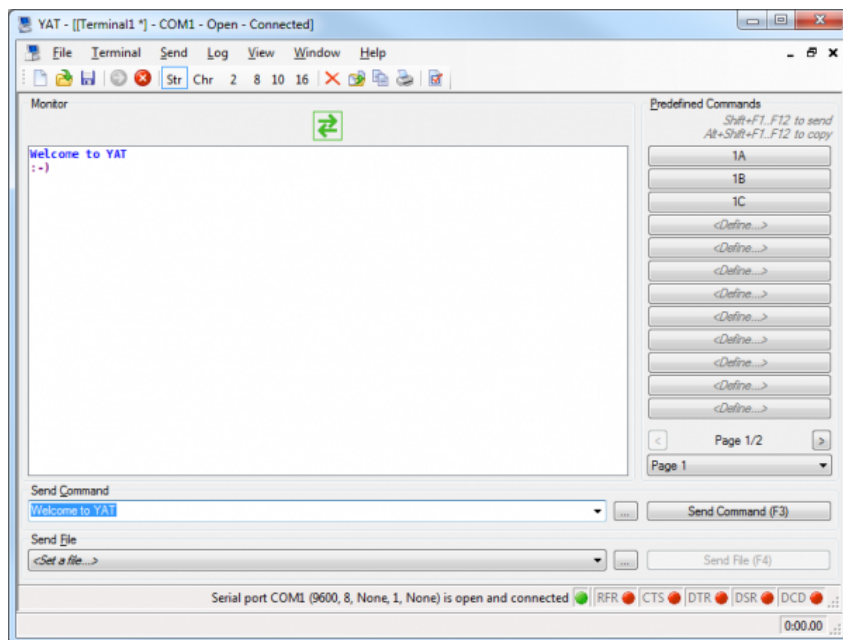 YAT - [[Terminal1 *] - COM1 - Open - Connected]
File Terminal Send Log View Window Help
Str Chr 2 8 10 16
Monitor
Predefined Commands
Shift+F1..F12 to send
Alt+Shift+F1..F12 to copy
Welcome to YAT
:-)
1A
1B
1C
<Define...>
<Define...>
<Define...>
<Define...>
<Define...>
<Define...>
<Define...>
<Define...>
<Define...>
< Page 1/2 >
Page 1
Send Command
Welcome to YAT ... Send Command (F3)
Send File
<Set a file...> ... Send File (F4)
Serial port COM1 (9600, 8, None, 1, None) is open and connected RFR CTS DTR DSR DCD
0:00.00